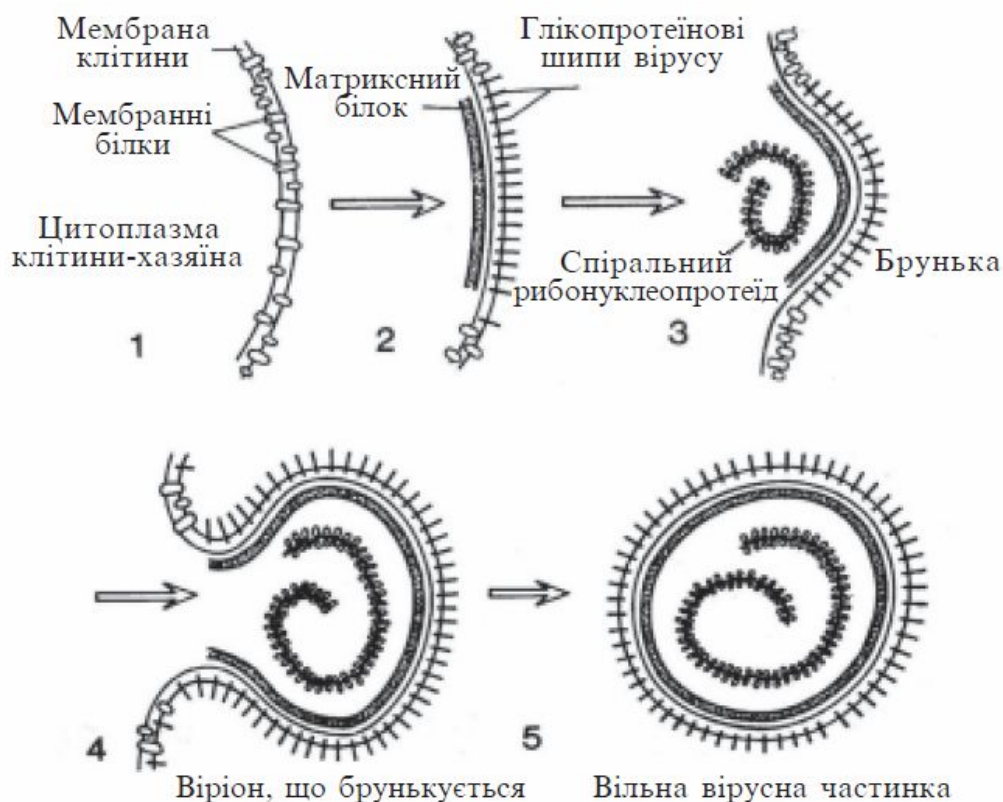 Мембрана
клітини
Мембранні
білки
Цитоплазма
клітини-хазяїна
1
Матриксний
білок
2
Глікопротеїнові
шипи вірусу
Спіральний
рибонуклеопротеїд
Брунька
3
4
Віріон, що брунькується
5
Вільна вірусна частинка